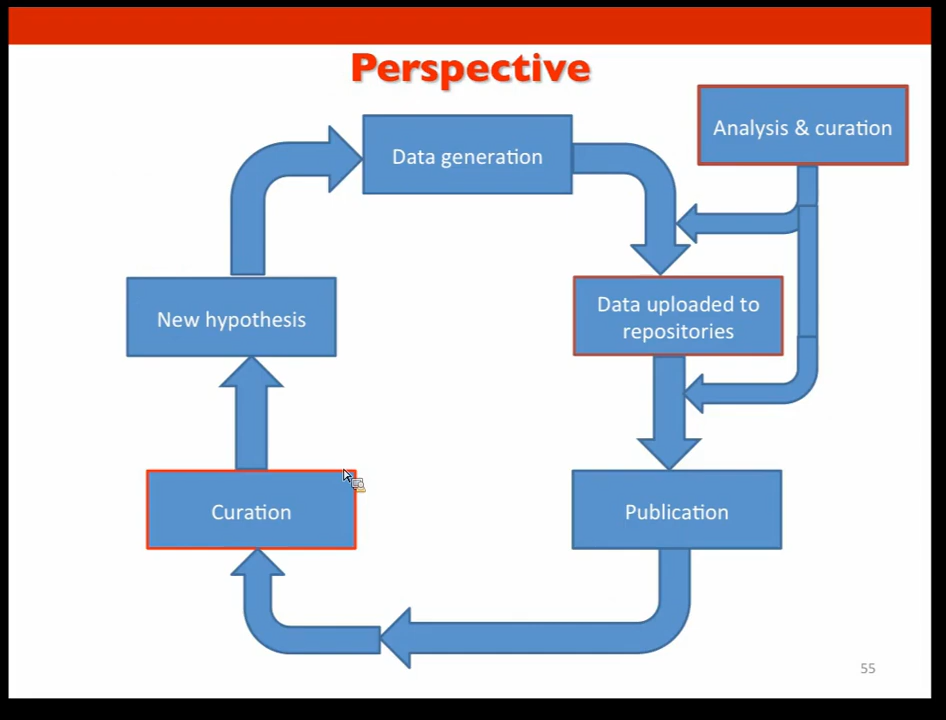 Perspective
Data generation
Analysis & curation
New hypothesis
Data uploaded to
repositories
Curation
Publication
55